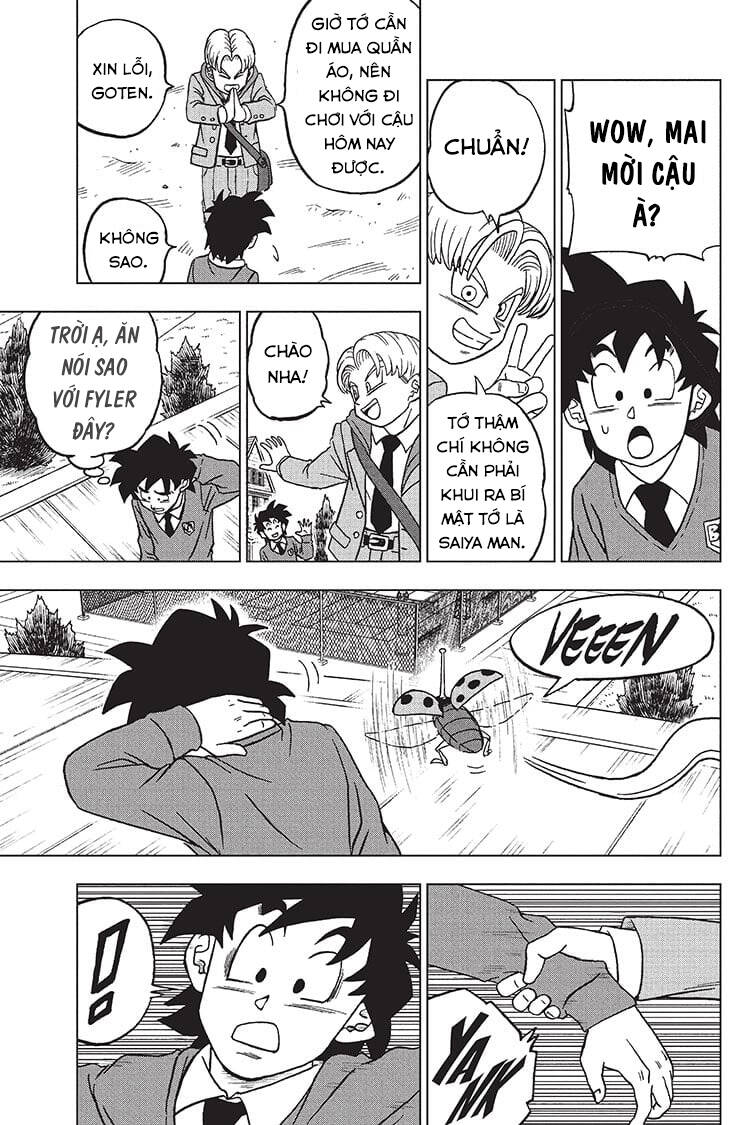 WOW, MAI
MỜI CẬU
À?
CHUẨN!
TỚ THẬM
CHÍ KHÔNG
CẦN PHẢI
KHUI RA BÍ
MẬT TỚ LÀ
SAIYA MAN.
GIỜ TỚ CẦN
ĐI MUA QUẦN
ÁO, NÊN
KHÔNG ĐI
CHƠI VỚI CẬU
HÔM NAY
ĐƯỢC.
XIN LỖI,
GOTEN.
KHÔNG
SAO.
CHÀO
NHA!
TRỜI Ạ, ĂN
NÓI SAO
VỚI FYLER
ĐÂY?
VEEEN
YANK
!